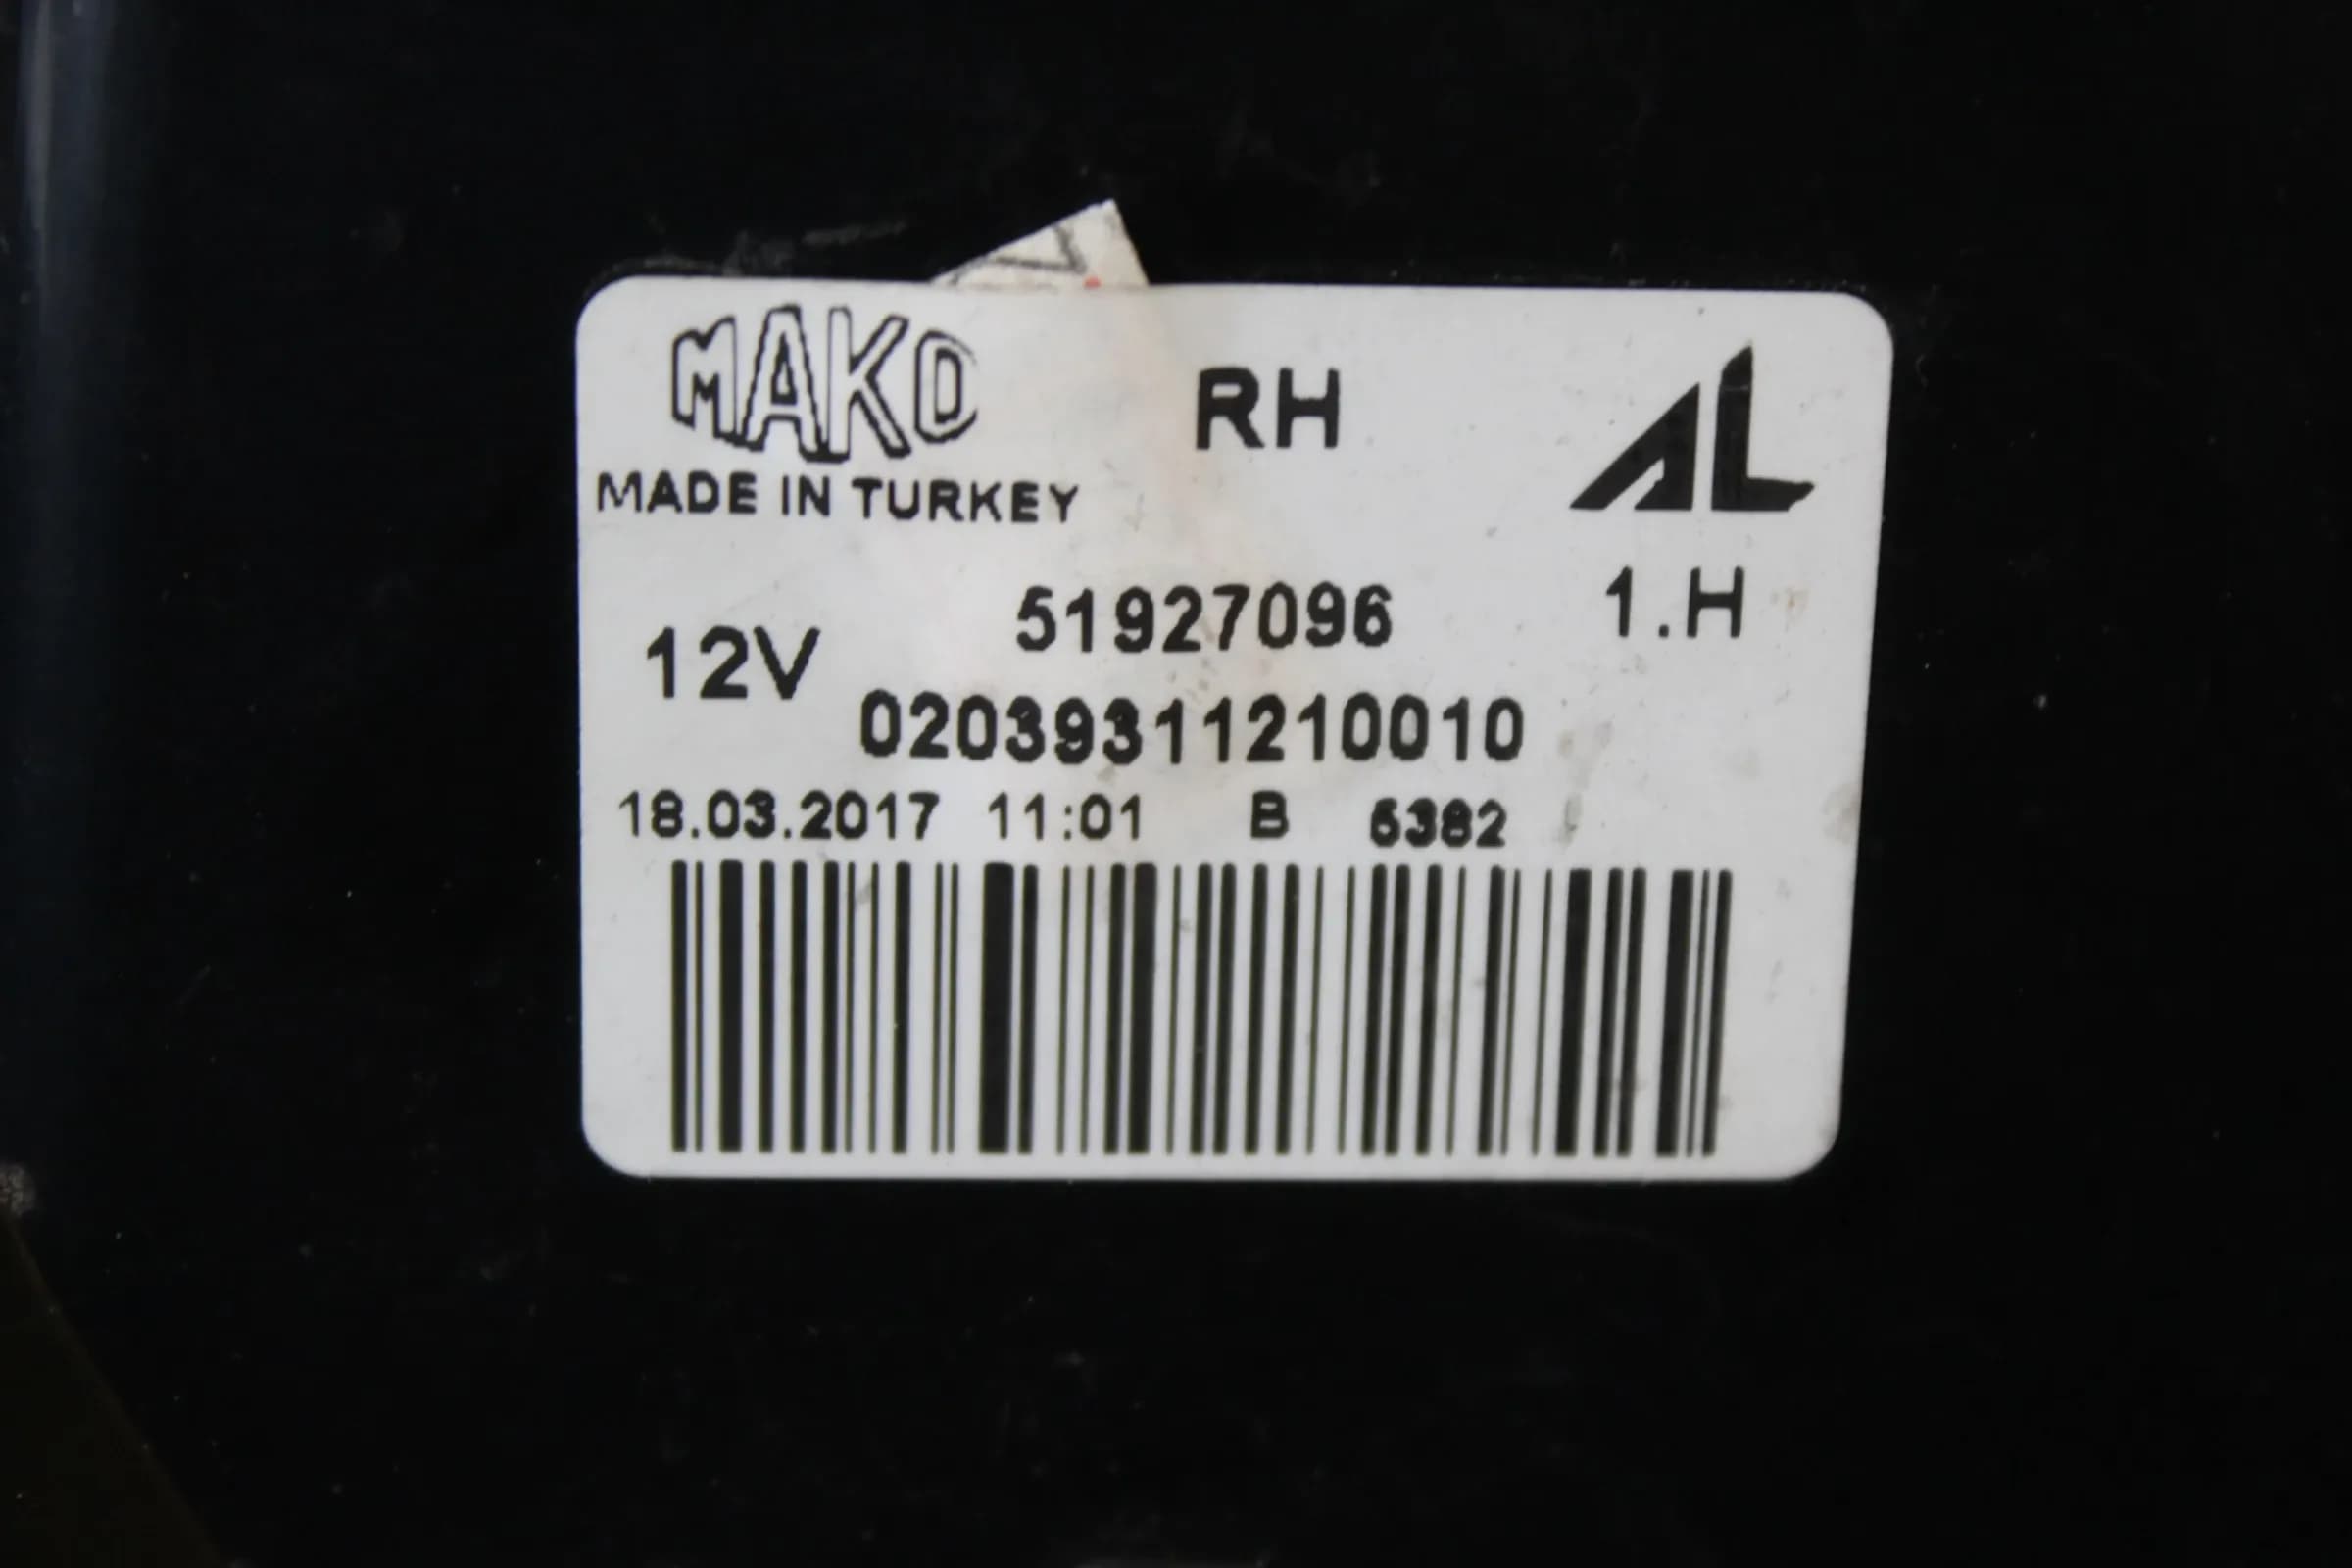 MAKO RH AL
MADE IN TURKEY
51927096 1.H
12V
02039311210010
18.03.2017 11:01 B 6382